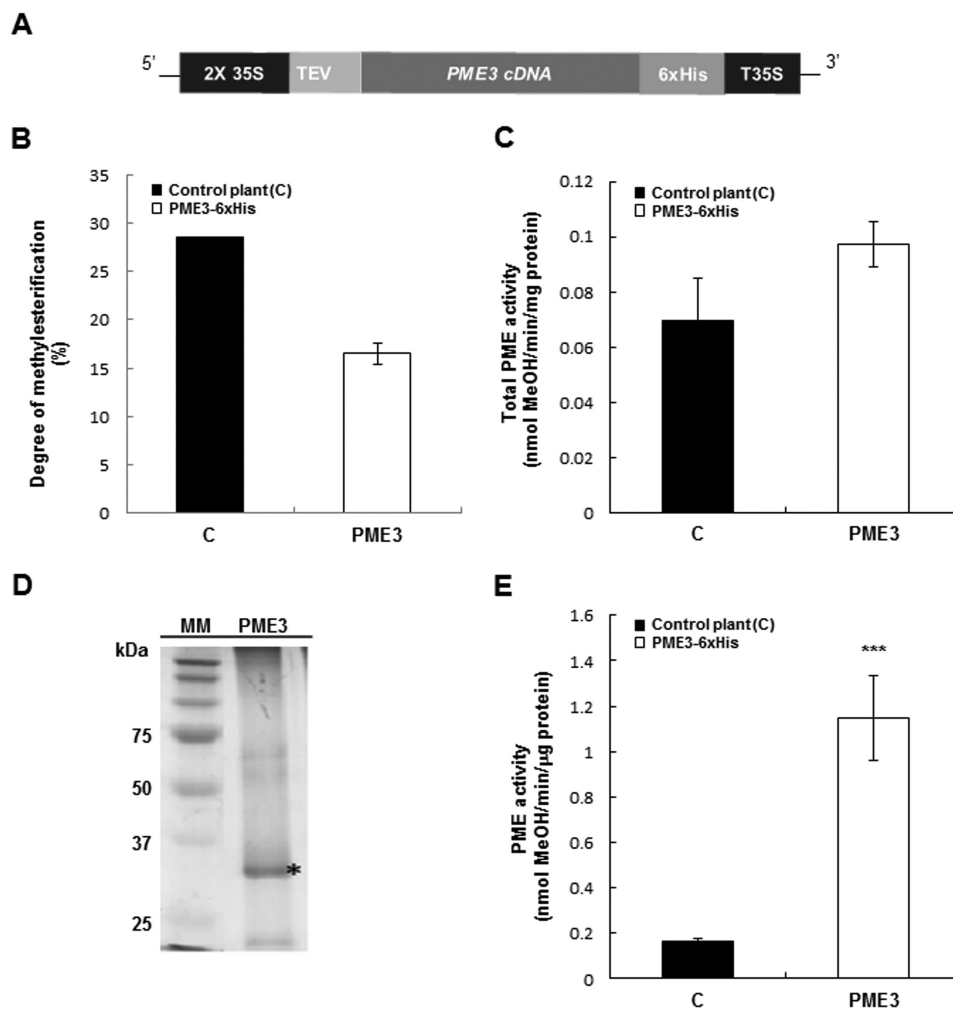 A
5’
2X 35S
TEV
PME3 cDNA
6xHis
T35S
3’
B
Control plant (C)
PME3-6xHis
Degree of methylesterification
(%)
35
30
25
20
15
10
5
0
C
PME3
C
Control plant (C)
PME3-6xHis
Total PME activity
(nmol MeOH/min/mg protein)
0.12
0.1
0.08
0.06
0.04
0.02
0
C
PME3
D
MM
PME3
kDa
75
50
37
25
*
E
Control plant (C)
PME3-6xHis
PME activity
(nmol MeOH/min/µg protein)
1.6
1.4
1.2
1
0.8
0.6
0.4
0.2
0
***
C
PME3